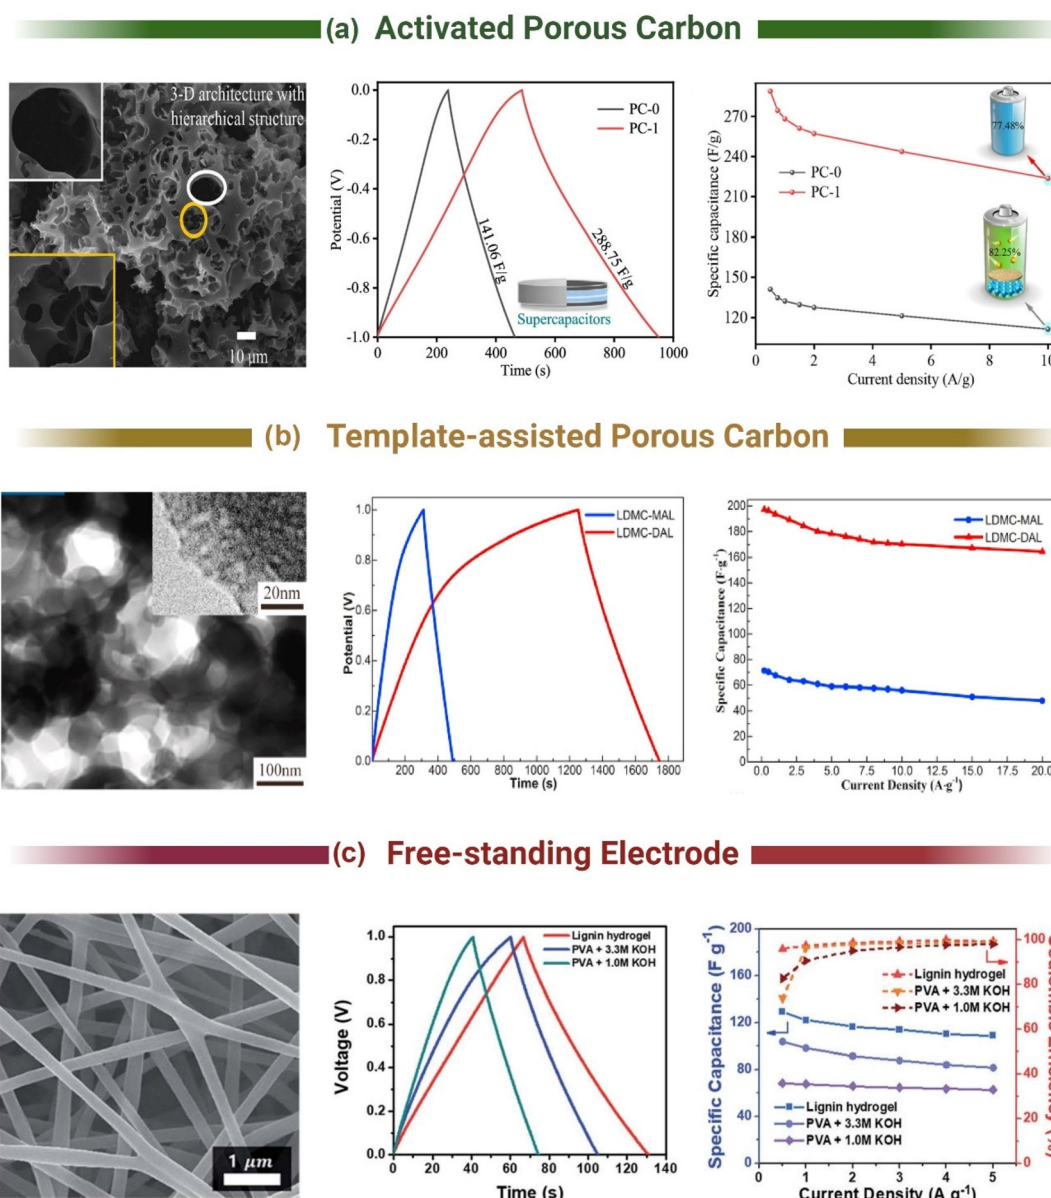 (a) Activated Porous Carbon
3-D architecture with
hierarchical structure
10 µm
0.0
-0.2
-0.4
-0.6
-0.8
-1.0
Potential (V)
PC-0
PC-1
141.06 F/g
288.75 F/g
Supercapacitors
0
200
400
600
800
1000
Time (s)
270
240
210
180
150
120
Specific capacitance (F/g)
PC-0
PC-1
77.48%
82.25%
0
2
4
6
8
10
Current density (A/g)
(b) Template-assisted Porous Carbon
20nm
100nm
1.0
0.8
0.6
0.4
0.2
0.0
Potential (V)
LDMC-MAL
LDMC-DAL
200
400
600
800
1000
1200
1400
1600
1800
Time (s)
200
180
160
140
120
100
80
60
40
20
0
Specific Capacitance (F·g⁻¹)
LDMC-MAL
LDMC-DAL
0.0
2.5
5.0
7.5
10.0
12.5
15.0
17.5
20.0
Current Density (A·g⁻¹)
(c) Free-standing Electrode
1 µm
1.0
0.8
0.6
0.4
0.2
0.0
Voltage (V)
Lignin hydrogel
PVA + 3.3M KOH
PVA + 1.0M KOH
0
20
40
60
80
100
120
140
Time (s)
200
160
120
80
40
0
Specific Capacitance (F g⁻¹)
Lignin hydrogel
PVA + 3.3M KOH
PVA + 1.0M KOH
Lignin hydrogel
PVA + 3.3M KOH
PVA + 1.0M KOH
100
80
60
40
20
0
0
1
2
3
4
5
Current Density (A g⁻¹)